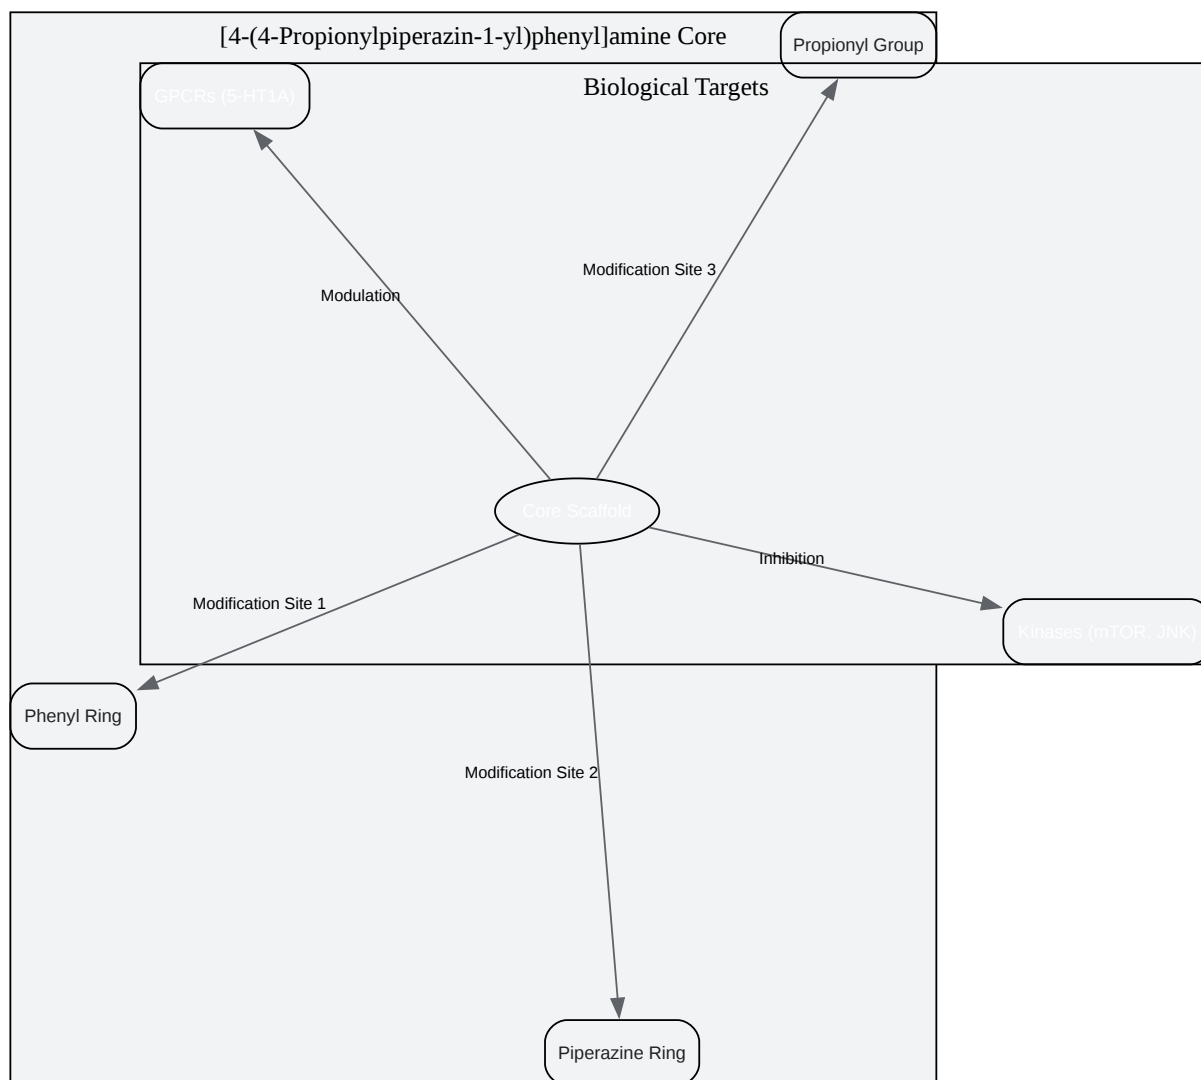 [4-(4-Propionylpiperazin-1-yl)phenyl]amine Core
Propionyl Group
Biological Targets
GPCRs (5-HT1A)
Modification Site 3
Modulation
Core Scaffold
Inhibition
Modification Site 1
Kinases (mTOR, JNK)
Phenyl Ring
Modification Site 2
Piperazine Ring